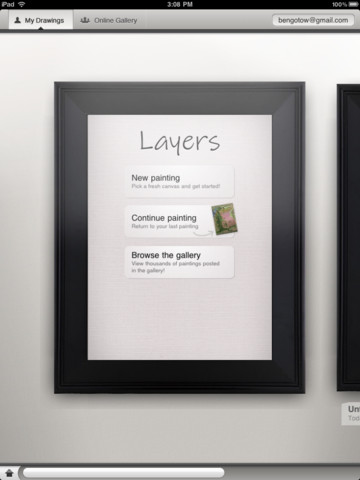 iPad
3:08 PM
100%
My Drawings
Online Gallery
bengotow@gmail.com
Layers
New painting
Pick a fresh canvas and get started!
Continue painting
Return to your last painting
Browse the gallery
View thousands of paintings posted
in the gallery!